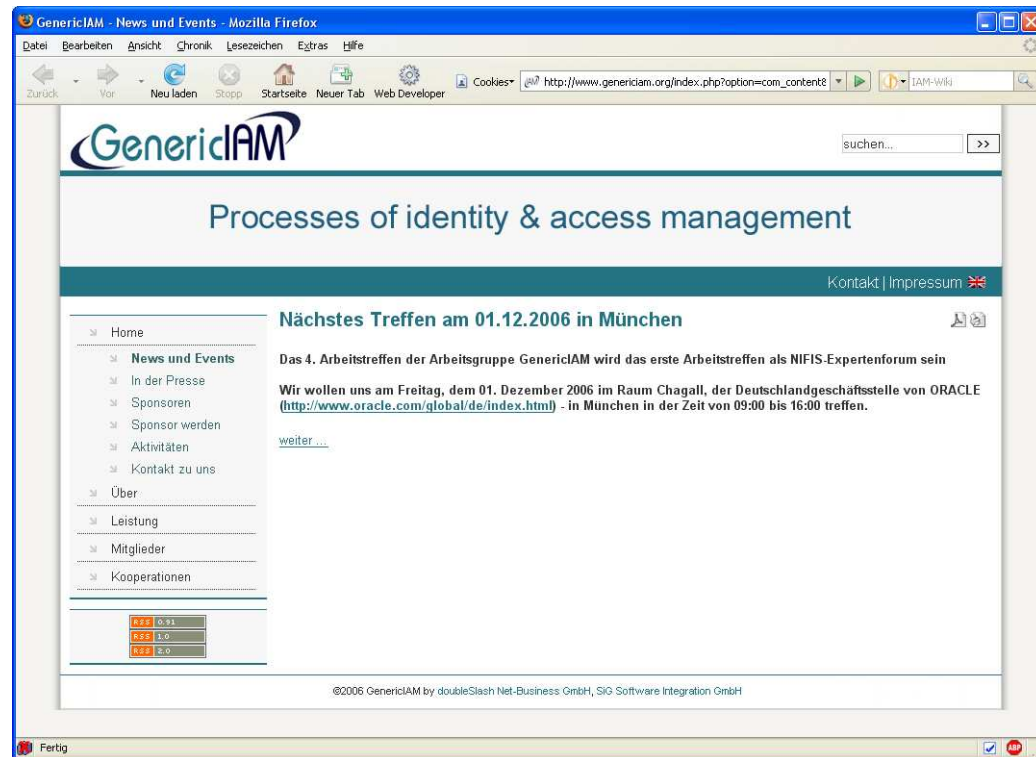 GenericIAM - News und Events - Mozilla Firefox
Datei Bearbeiten Ansicht Chronik Lesezeichen Extras Hilfe
Zurück Vor Neu laden Stopp Startseite Neuer Tab Web Developer Cookies http://www.genericiam.org/index.php?option=com_content& IAM-Wiki
GenericIAM
suchen... >>
Processes of identity & access management
Kontakt | Impressum
Home
News und Events
In der Presse
Sponsoren
Sponsor werden
Aktivitäten
Kontakt zu uns
Über
Leistung
Mitglieder
Kooperationen
RSS 0.91
RSS 1.0
RSS 2.0
Nächstes Treffen am 01.12.2006 in München
Das 4. Arbeitstreffen der Arbeitsgruppe GenericIAM wird das erste Arbeitstreffen als NIFIS-Expertenforum sein
Wir wollen uns am Freitag, dem 01. Dezember 2006 im Raum Chagall, der Deutschlandgeschäftsstelle von ORACLE
(http://www.oracle.com/global/de/index.html) - in München in der Zeit von 09:00 bis 16:00 treffen.
weiter ...
©2006 GenericIAM by doubleSlash Net-Business GmbH, SiG Software Integration GmbH
Fertig
ABP